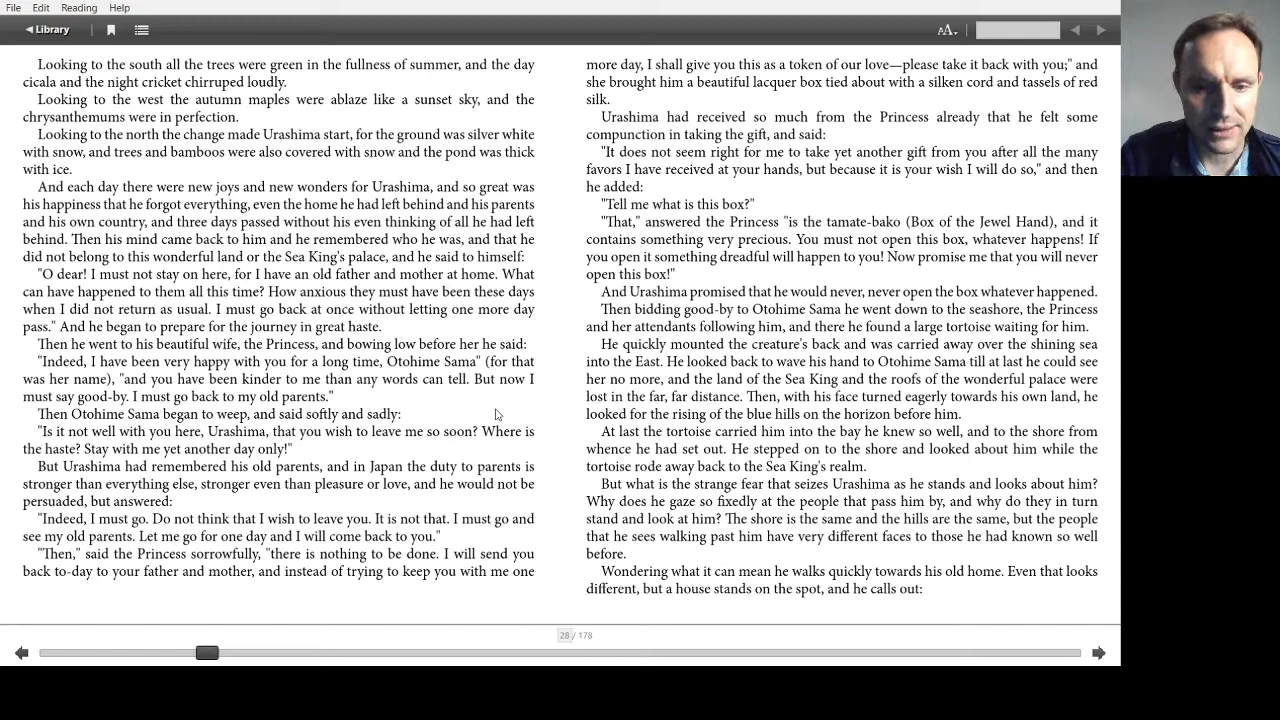 File Edit Reading Help
Library
AA
Looking to the south all the trees were green in the fullness of summer, and the day
cicala and the night cricket chirruped loudly.
Looking to the west the autumn maples were ablaze like a sunset sky, and the
chrysanthemums were in perfection.
Looking to the north the change made Urashima start, for the ground was silver white
with snow, and trees and bamboos were also covered with snow and the pond was thick
with ice.
And each day there were new joys and new wonders for Urashima, and so great was
his happiness that he forgot everything, even the home he had left behind and his parents
and his own country, and three days passed without his even thinking of all he had left
behind. Then his mind came back to him and he remembered who he was, and that he
did not belong to this wonderful land or the Sea King's palace, and he said to himself:
"O dear! I must not stay on here, for I have an old father and mother at home. What
can have happened to them all this time? How anxious they must have been these days
when I did not return as usual. I must go back at once without letting one more day
pass." And he began to prepare for the journey in great haste.
Then he went to his beautiful wife, the Princess, and bowing low before her he said:
"Indeed, I have been very happy with you for a long time, Otohime Sama" (for that
was her name), "and you have been kinder to me than any words can tell. But now I
must say good-by. I must go back to my old parents."
Then Otohime Sama began to weep, and said softly and sadly:
"Is it not well with you here, Urashima, that you wish to leave me so soon? Where is
the haste? Stay with me yet another day only!"
But Urashima had remembered his old parents, and in Japan the duty to parents is
stronger than everything else, stronger even than pleasure or love, and he would not be
persuaded, but answered:
"Indeed, I must go. Do not think that I wish to leave you. It is not that. I must go and
see my old parents. Let me go for one day and I will come back to you."
"Then," said the Princess sorrowfully, "there is nothing to be done. I will send you
back to-day to your father and mother, and instead of trying to keep you with me one
more day, I shall give you this as a token of our love—please take it back with you;" and
she brought him a beautiful lacquer box tied about with a silken cord and tassels of red
silk.
Urashima had received so much from the Princess already that he felt some
compunction in taking the gift, and said:
"It does not seem right for me to take yet another gift from you after all the many
favors I have received at your hands, but because it is your wish I will do so," and then
he added:
"Tell me what is this box?"
"That," answered the Princess "is the tamate-bako (Box of the Jewel Hand), and it
contains something very precious. You must not open this box, whatever happens! If
you open it something dreadful will happen to you! Now promise me that you will never
open this box!"
And Urashima promised that he would never, never open the box whatever happened.
Then bidding good-by to Otohime Sama he went down to the seashore, the Princess
and her attendants following him, and there he found a large tortoise waiting for him.
He quickly mounted the creature's back and was carried away over the shining sea
into the East. He looked back to wave his hand to Otohime Sama till at last he could see
her no more, and the land of the Sea King and the roofs of the wonderful palace were
lost in the far, far distance. Then, with his face turned eagerly towards his own land, he
looked for the rising of the blue hills on the horizon before him.
At last the tortoise carried him into the bay he knew so well, and to the shore from
whence he had set out. He stepped on to the shore and looked about him while the
tortoise rode away back to the Sea King's realm.
But what is the strange fear that seizes Urashima as he stands and looks about him?
Why does he gaze so fixedly at the people that pass him by, and why do they in turn
stand and look at him? The shore is the same and the hills are the same, but the people
that he sees walking past him have very different faces to those he had known so well
before.
Wondering what it can mean he walks quickly towards his old home. Even that looks
different, but a house stands on the spot, and he calls out:
28 / 178